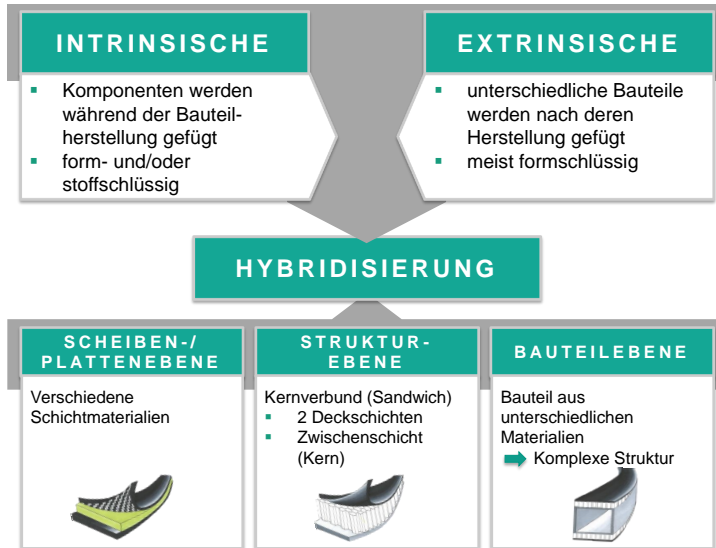 INTRINSISCHE
▪ Komponenten werden
während der Bauteil-
herstellung gefügt
▪ form- und/oder
stoffschlüssig
EXTRINSISCHE
▪ unterschiedliche Bauteile
werden nach deren
Herstellung gefügt
▪ meist formschlüssig
HYBRIDISIERUNG
SCHEIBEN-/
PLATTENEBENE
Verschiedene
Schichtmaterialien
STRUKTUR-
EBENE
Kernverbund (Sandwich)
▪ 2 Deckschichten
▪ Zwischenschicht
(Kern)
BAUTEILEBENE
Bauteil aus
unterschiedlichen
Materialien
Komplexe Struktur